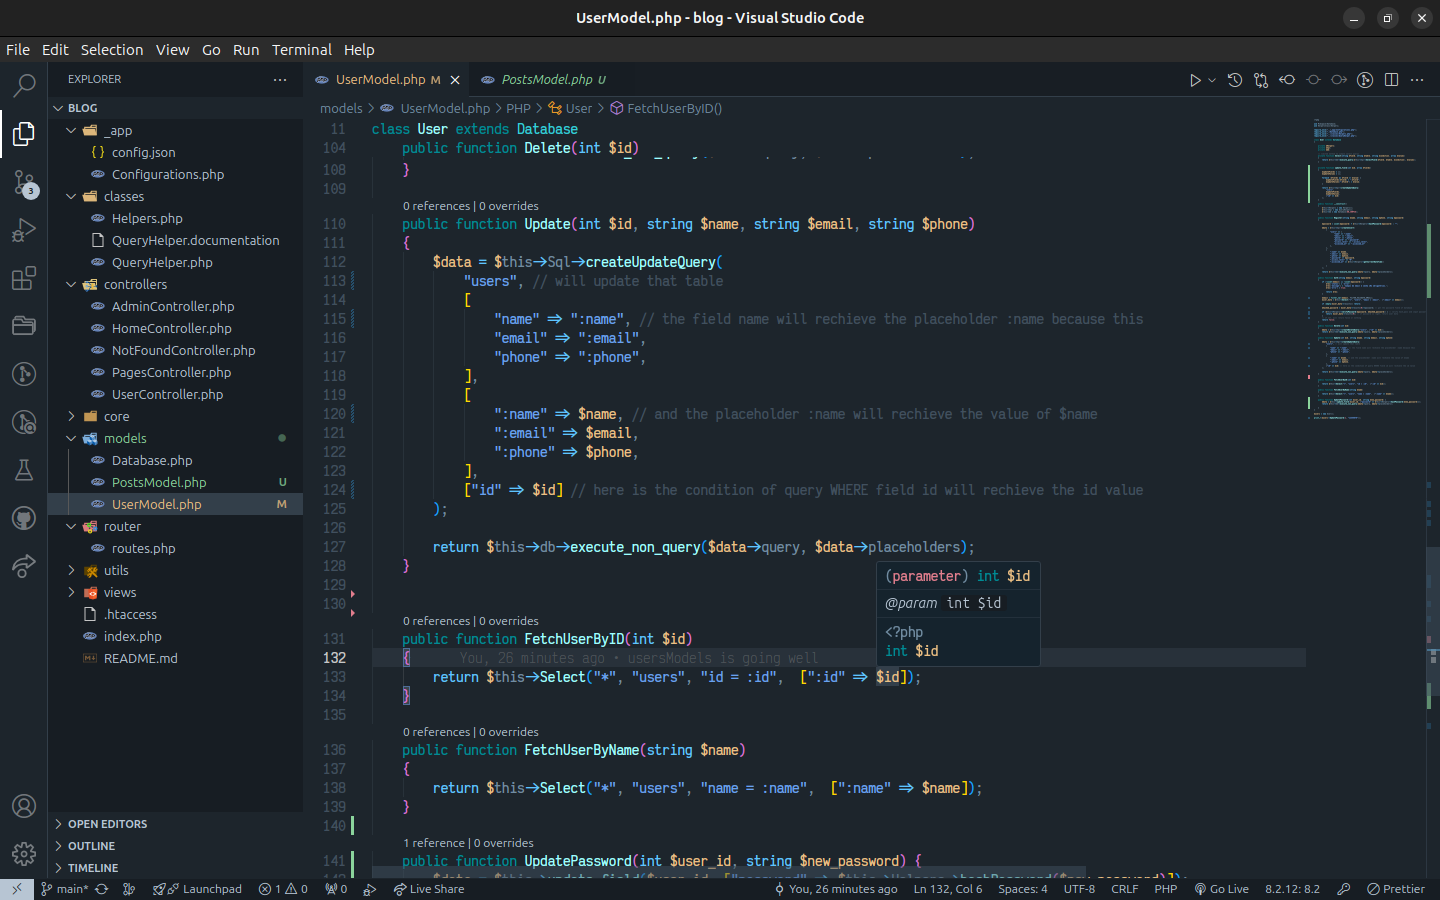 UserModel.php - blog - Visual Studio Code
File Edit Selection View Go Run Terminal Help
EXPLORER
BLOG
_app
{} config.json
Configurations.php
classes
Helpers.php
QueryHelper.documentation
QueryHelper.php
controllers
AdminController.php
HomeController.php
NotFoundController.php
PagesController.php
UserController.php
core
models
Database.php
PostsModel.php U
UserModel.php M
router
routes.php
utils
views
.htaccess
index.php
README.md
OPEN EDITORS
OUTLINE
TIMELINE
3
UserModel.php M PostsModel.php U
models > UserModel.php > PHP > User > FetchUserByID()
11 class User extends Database
104 public function Delete(int $id)
108 }
109
0 references | 0 overrides
110 public function Update(int $id, string $name, string $email, string $phone)
111 {
112 $data = $this->Sql->createUpdateQuery(
113 "users", // will update that table
114 [
115 "name" => ":name", // the field name will rechieve the placeholder :name because this
116 "email" => ":email",
117 "phone" => ":phone",
118 ],
119 [
120 ":name" => $name, // and the placeholder :name will rechieve the value of $name
121 ":email" => $email,
122 ":phone" => $phone,
123 ],
124 ["id" => $id] // here is the condition of query WHERE field id will rechieve the id value
125 );
126
127 return $this->db->execute_non_query($data->query, $data->placeholders);
128 }
129
130
(parameter) int $id
@param int $id
<?php
int $id
0 references | 0 overrides
131 public function FetchUserByID(int $id)
132 { You, 26 minutes ago • usersModels is going well
133 return $this->Select("*", "users", "id = :id", [":id" => $id]);
134 }
135
0 references | 0 overrides
136 public function FetchUserByName(string $name)
137 {
138 return $this->Select("*", "users", "name = :name", [":name" => $name]);
139 }
140
1 reference | 0 overrides
141 public function UpdatePassword(int $user_id, string $new_password) {
main* Launchpad 1 0 0 Live Share You, 26 minutes ago Ln 132, Col 6 Spaces: 4 UTF-8 CRLF PHP Go Live 8.2.12: 8.2 Prettier